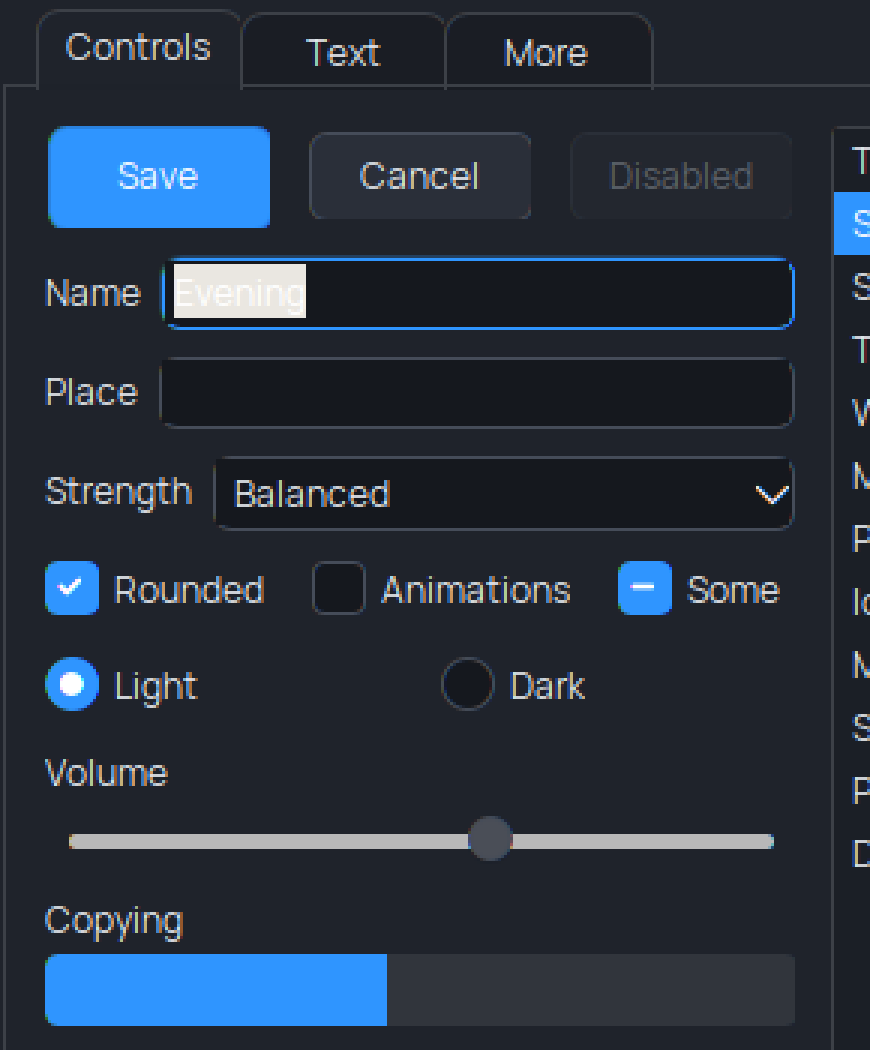 Controls Text More
Save Cancel Disabled
Name Evening
Place
Strength Balanced
Rounded Animations Some
Light Dark
Volume
Copying